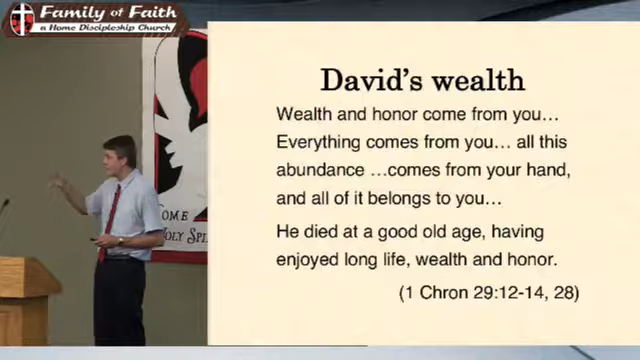 Family of Faith
a Home Discipleship Church
David's wealth
Wealth and honor come from you…
Everything comes from you… all this
abundance …comes from your hand,
and all of it belongs to you…
He died at a good old age, having
enjoyed long life, wealth and honor.
(1 Chron 29:12-14, 28)
COME
HOLY SPI